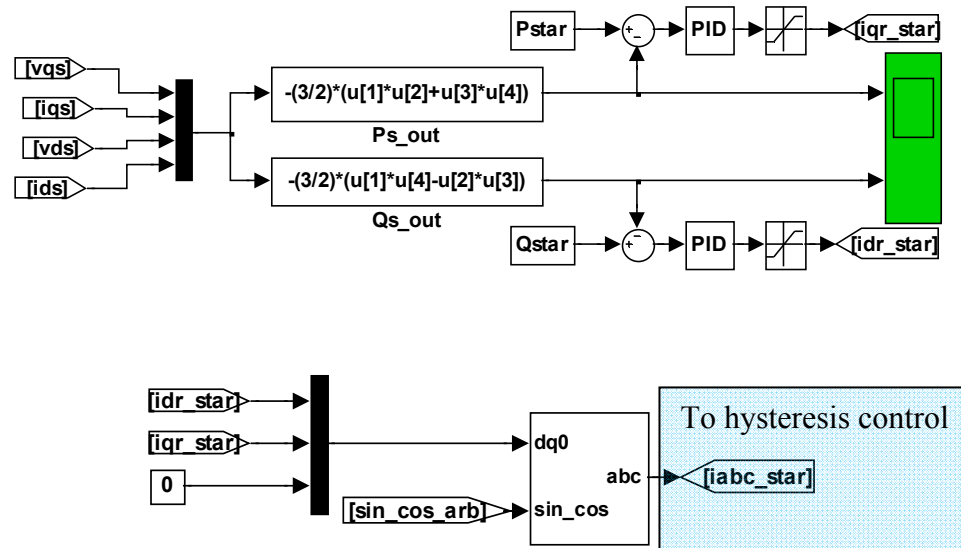 Pstar
PID
[iqr_star]
[vqs]
[iqs]
[vds]
[ids]
-(3/2)*(u[1]*u[2]+u[3]*u[4])
Ps_out
-(3/2)*(u[1]*u[4]-u[2]*u[3])
Qs_out
Qstar
PID
[idr_star]
[idr_star]
[iqr_star]
0
[sin_cos_arb]
dq0
sin_cos
abc
To hysteresis control
[iabc_star]